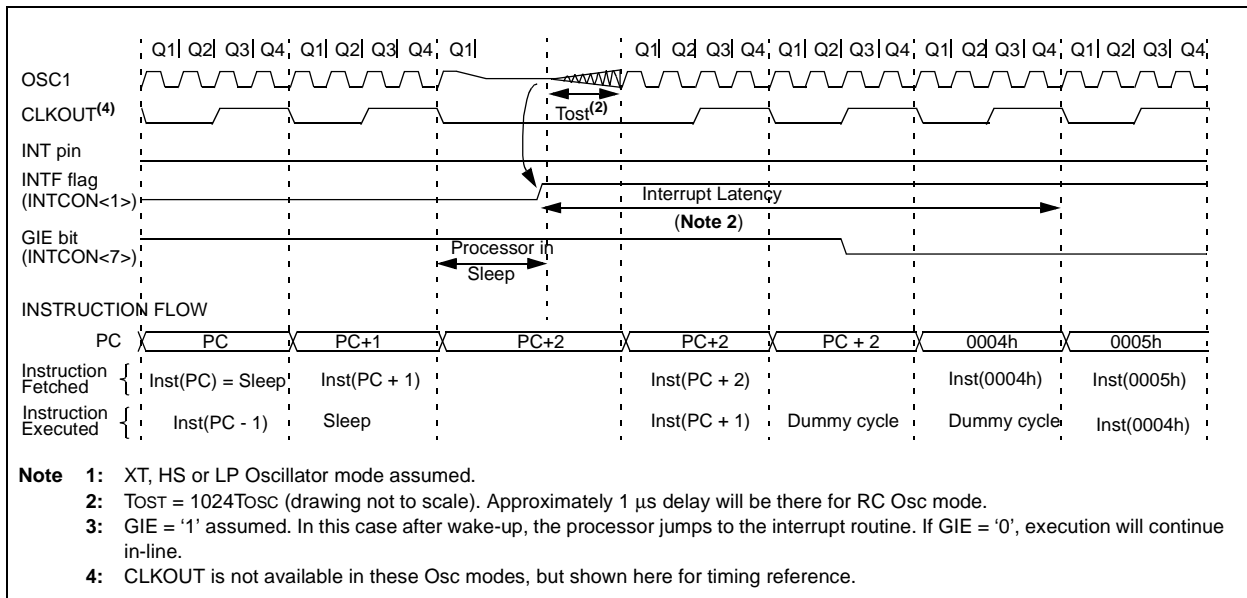 Q1 Q2 Q3 Q4 Q1 Q2 Q3 Q4 Q1 Q1 Q2 Q3 Q4 Q1 Q2 Q3 Q4 Q1 Q2 Q3 Q4 Q1 Q2 Q3 Q4
OSC1
CLKOUT(4)
TOST(2)
INT pin
INTF flag
(INTCON<1>)
Interrupt Latency
(Note 2)
GIE bit
(INTCON<7>)
Processor in
Sleep
INSTRUCTION FLOW
PC PC PC+1 PC+2 PC+2 PC + 2 0004h 0005h
Instruction
Fetched { Inst(PC) = Sleep Inst(PC + 1) Inst(PC + 2) Inst(0004h) Inst(0005h)
Instruction
Executed { Inst(PC - 1) Sleep Inst(PC + 1) Dummy cycle Dummy cycle Inst(0004h)
Note 1: XT, HS or LP Oscillator mode assumed.
2: TOST = 1024TOSC (drawing not to scale). Approximately 1 µs delay will be there for RC Osc mode.
3: GIE = ‘1’ assumed. In this case after wake-up, the processor jumps to the interrupt routine. If GIE = ‘0’, execution will continue
in-line.
4: CLKOUT is not available in these Osc modes, but shown here for timing reference.